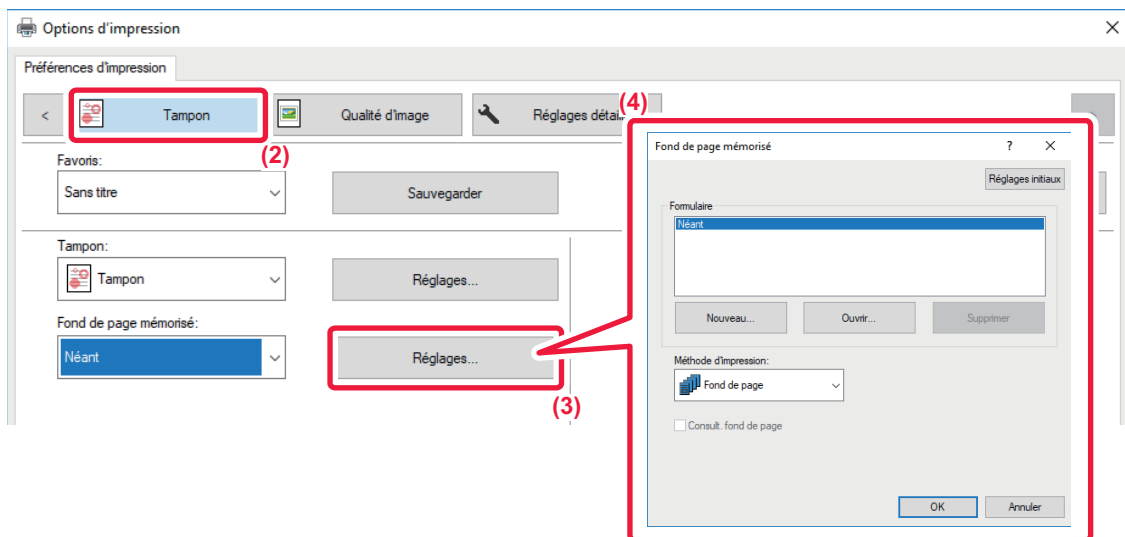 Options d'impression
Préférences d'impression
<
Tampon
Qualité d'image
(2)
(4)
Favoris:
Sans titre
Sauvegarder
Tampon:
Tampon
Réglages...
Fond de page mémorisé:
Néant
Réglages...
(3)
Fond de page mémorisé
?
Réglages initiaux
Formulaire
Néant
Nouveau...
Ouvrir...
Supprimer
Méthode d'impression:
Fond de page
Consult. fond de page
OK
Annuler